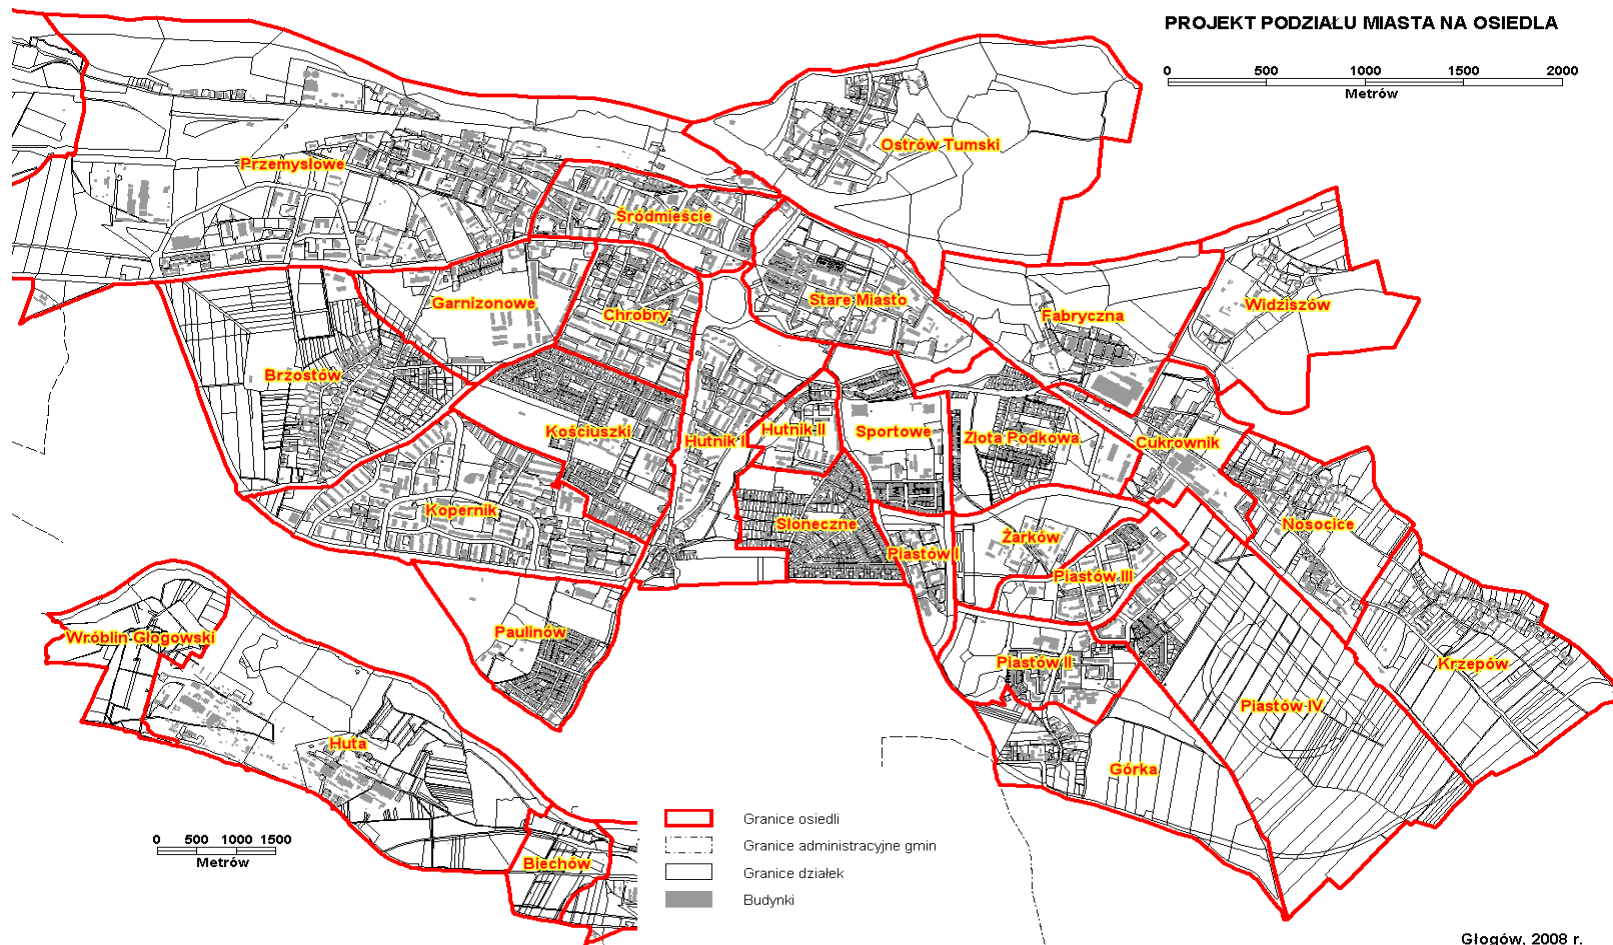 PROJEKT PODZIAŁU MIASTA NA OSIEDLA
0 500 1000 1500 2000
Metrów
Ostrów Tumski
Przemysłowe
Śródmieście
Garnizonowe
Chrobry
Stare Miasto
Fabryczna
Widziszów
Brzostów
Kościuszki
Hutnik I
Hutnik II
Sportowe
Złota Podkowa
Cukrownik
Kopernik
Słoneczne
Piastów I
Żarków
Nosocice
Piastów III
Wróblin Głogowski
Paulinów
Piastów II
Krzepów
Piastów IV
Huta
Górka
0 500 1000 1500
Metrów
Biechów
Granice osiedli
Granice administracyjne gmin
Granice działek
Budynki
Głogów, 2008 r.